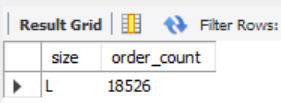 Result Grid Filter Rows:
size order_count
L 18526